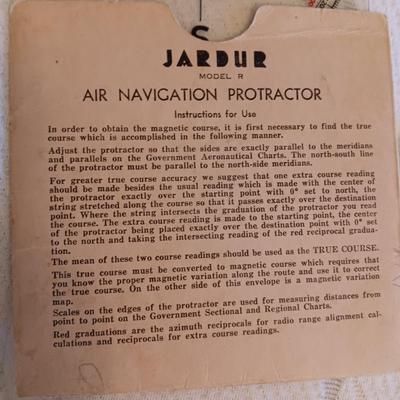 S
JARDUR
MODEL R
AIR NAVIGATION PROTRACTOR
Instructions for Use
In order to obtain the magnetic course, it is first necessary to find the true
course which is accomplished in the following manner.
Adjust the protractor so that the sides are exactly parallel to the meridians
and parallels on the Government Aeronautical Charts. The north-south line
of the protractor must be parallel to the north-side meridians.
For greater true course accuracy we suggest that one extra course reading
should be made besides the usual reading which is made with the center of
the protractor exactly over the starting point with 0° set to north, the
string stretched along the course so that it passes exactly over the destination
point. Where the string intersects the graduation of the protractor you read
the course. The extra course reading is made to the starting point, the center
of the protractor being placed exactly over the destination point with 0° set
to the north and taking the intersecting reading of the reciprocal gradua-
tion.
The mean of these two course readings should be used as the TRUE COURSE.
This true course must be converted to magnetic course which requires that
you know the proper magnetic variation along the route and use it to correct
the true course. On the other side of this envelope is a magnetic variation
map.
Scales on the edges of the protractor are used for measuring distances from
point to point on the Government Sectional and Regional Charts.
Red graduations are the azimuth reciprocals for radio range alignment cal-
culations and reciprocals for extra course readings.